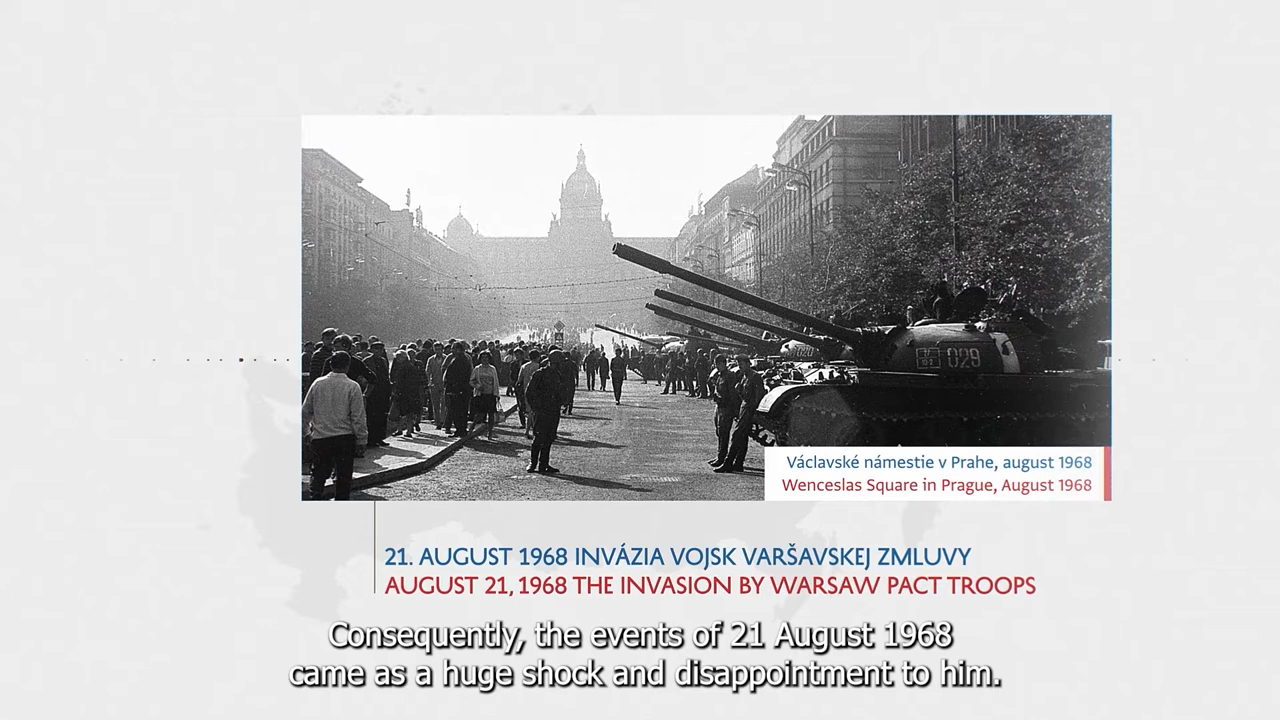 029
Václavské námestie v Prahe, august 1968
Wenceslas Square in Prague, August 1968
21. AUGUST 1968 INVÁZIA VOJSK VARŠAVSKEJ ZMLUVY
AUGUST 21, 1968 THE INVASION BY WARSAW PACT TROOPS
Consequently, the events of 21 August 1968
came as a huge shock and disappointment to him.